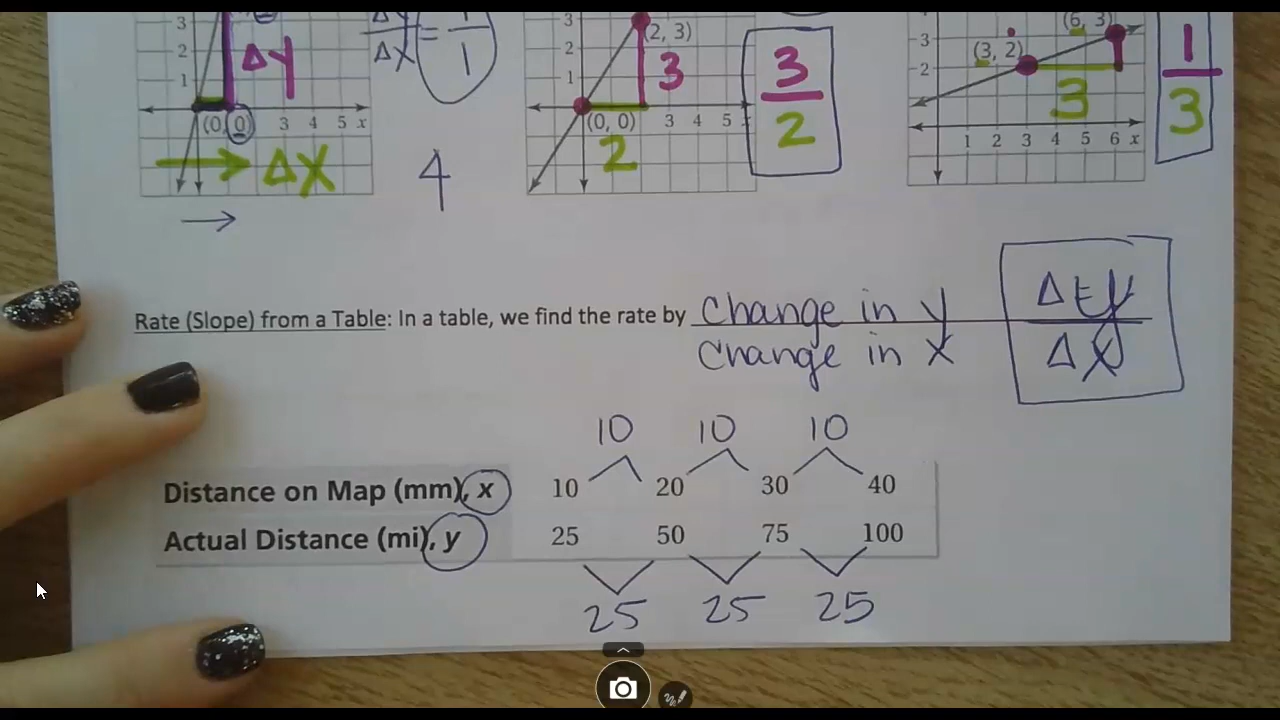 3
2
1
ΔY
(0, 0)
3 4 5 x
ΔX
ΔY
ΔX
=
1
4
3
2
1
(2, 3)
3
(0, 0)
3 4 5
2
3
2
(6, 3)
(3, 2)
3
2
3
1 2 3 4 5 6 x
1
3
Rate (Slope) from a Table: In a table, we find the rate by Change in y
Change in x
Δy
Δx
10 10 10
Distance on Map (mm), x 10 20 30 40
Actual Distance (mi), y 25 50 75 100
25 25 25